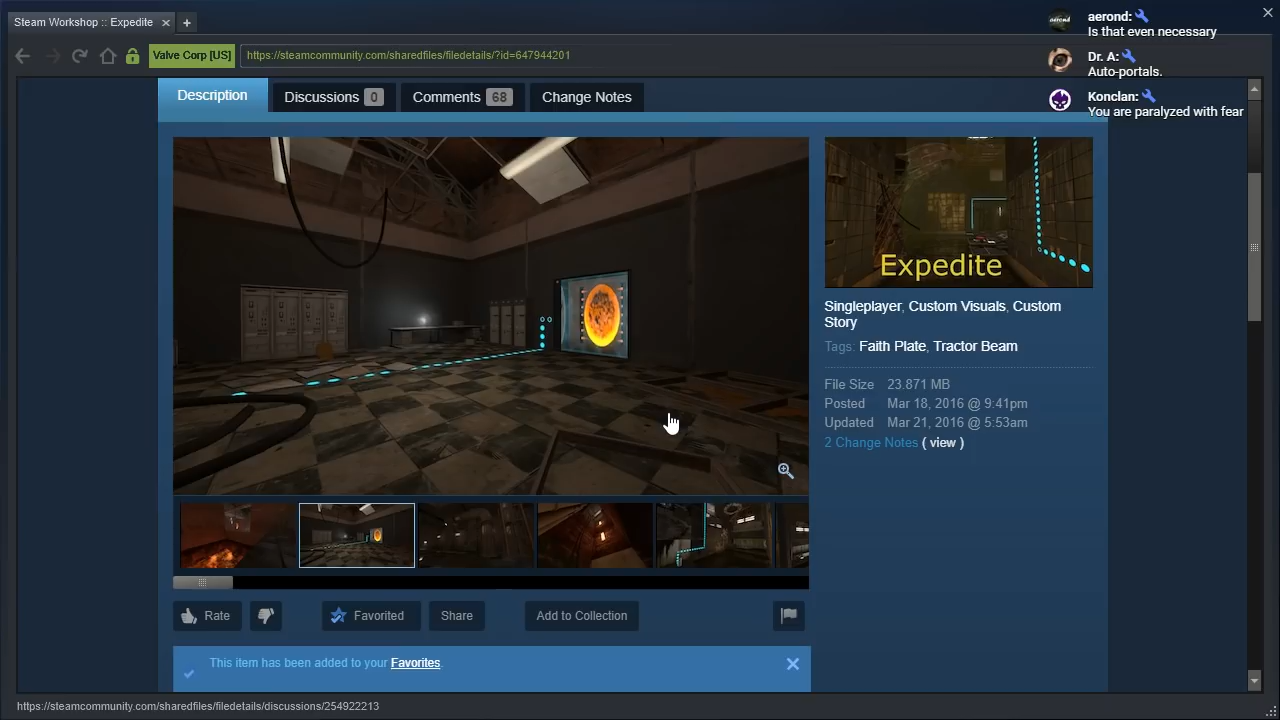 Steam Workshop :: Expedite
Valve Corp [US]
https://steamcommunity.com/sharedfiles/filedetails/?id=647944201
aerond:
Is that even necessary
Dr. A:
Auto-portals.
Konclan:
You are paralyzed with fear
Description
Discussions 0
Comments 68
Change Notes
Expedite
Singleplayer, Custom Visuals, Custom
Story
Tags: Faith Plate, Tractor Beam
File Size 23.871 MB
Posted Mar 18, 2016 @ 9:41pm
Updated Mar 21, 2016 @ 5:53am
2 Change Notes ( view )
Rate
Favorited
Share
Add to Collection
This item has been added to your Favorites.
https://steamcommunity.com/sharedfiles/filedetails/discussions/254922213